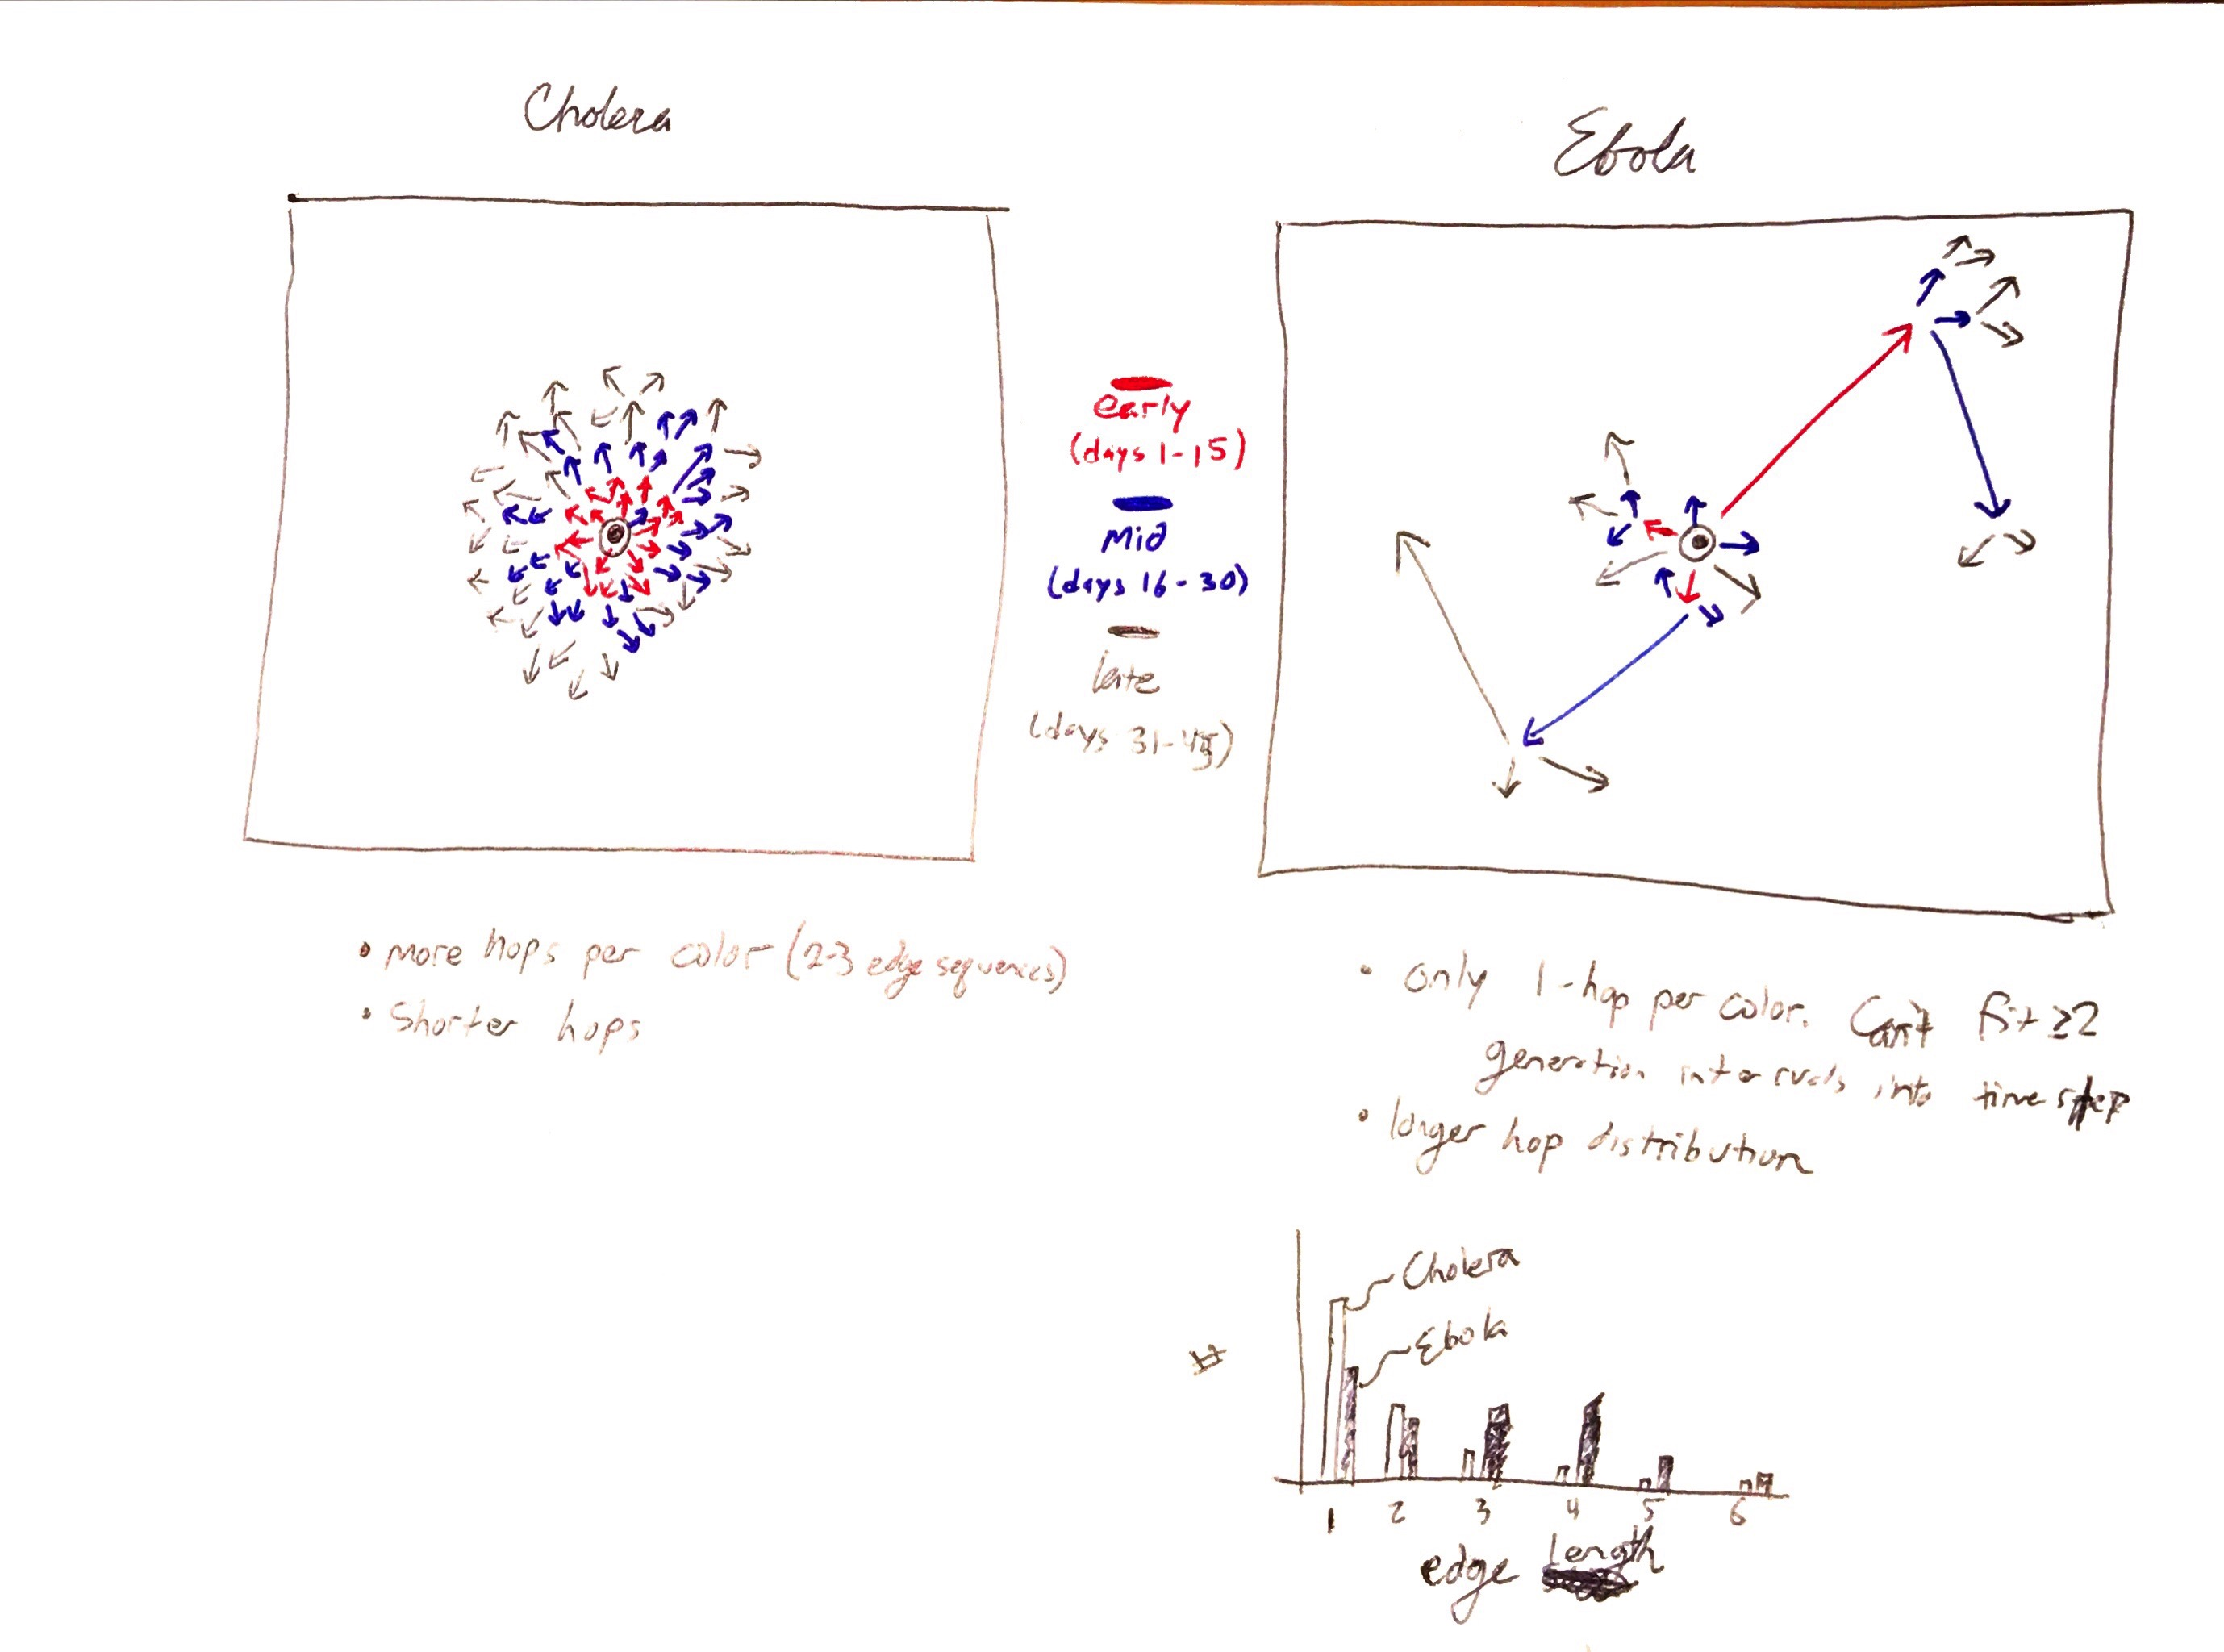 Cholera
Ebola
early
(days 1-15)
Mid
(days 16-30)
late
(days 31-45)
• more hops per color (2-3 edge sequences)
• Shorter hops
• only 1-hop per color. Can't fit ≥2
generation intervals into time step
• longer hop distribution
Cholera
Ebola
#
1 2 3 4 5 6
edge Length